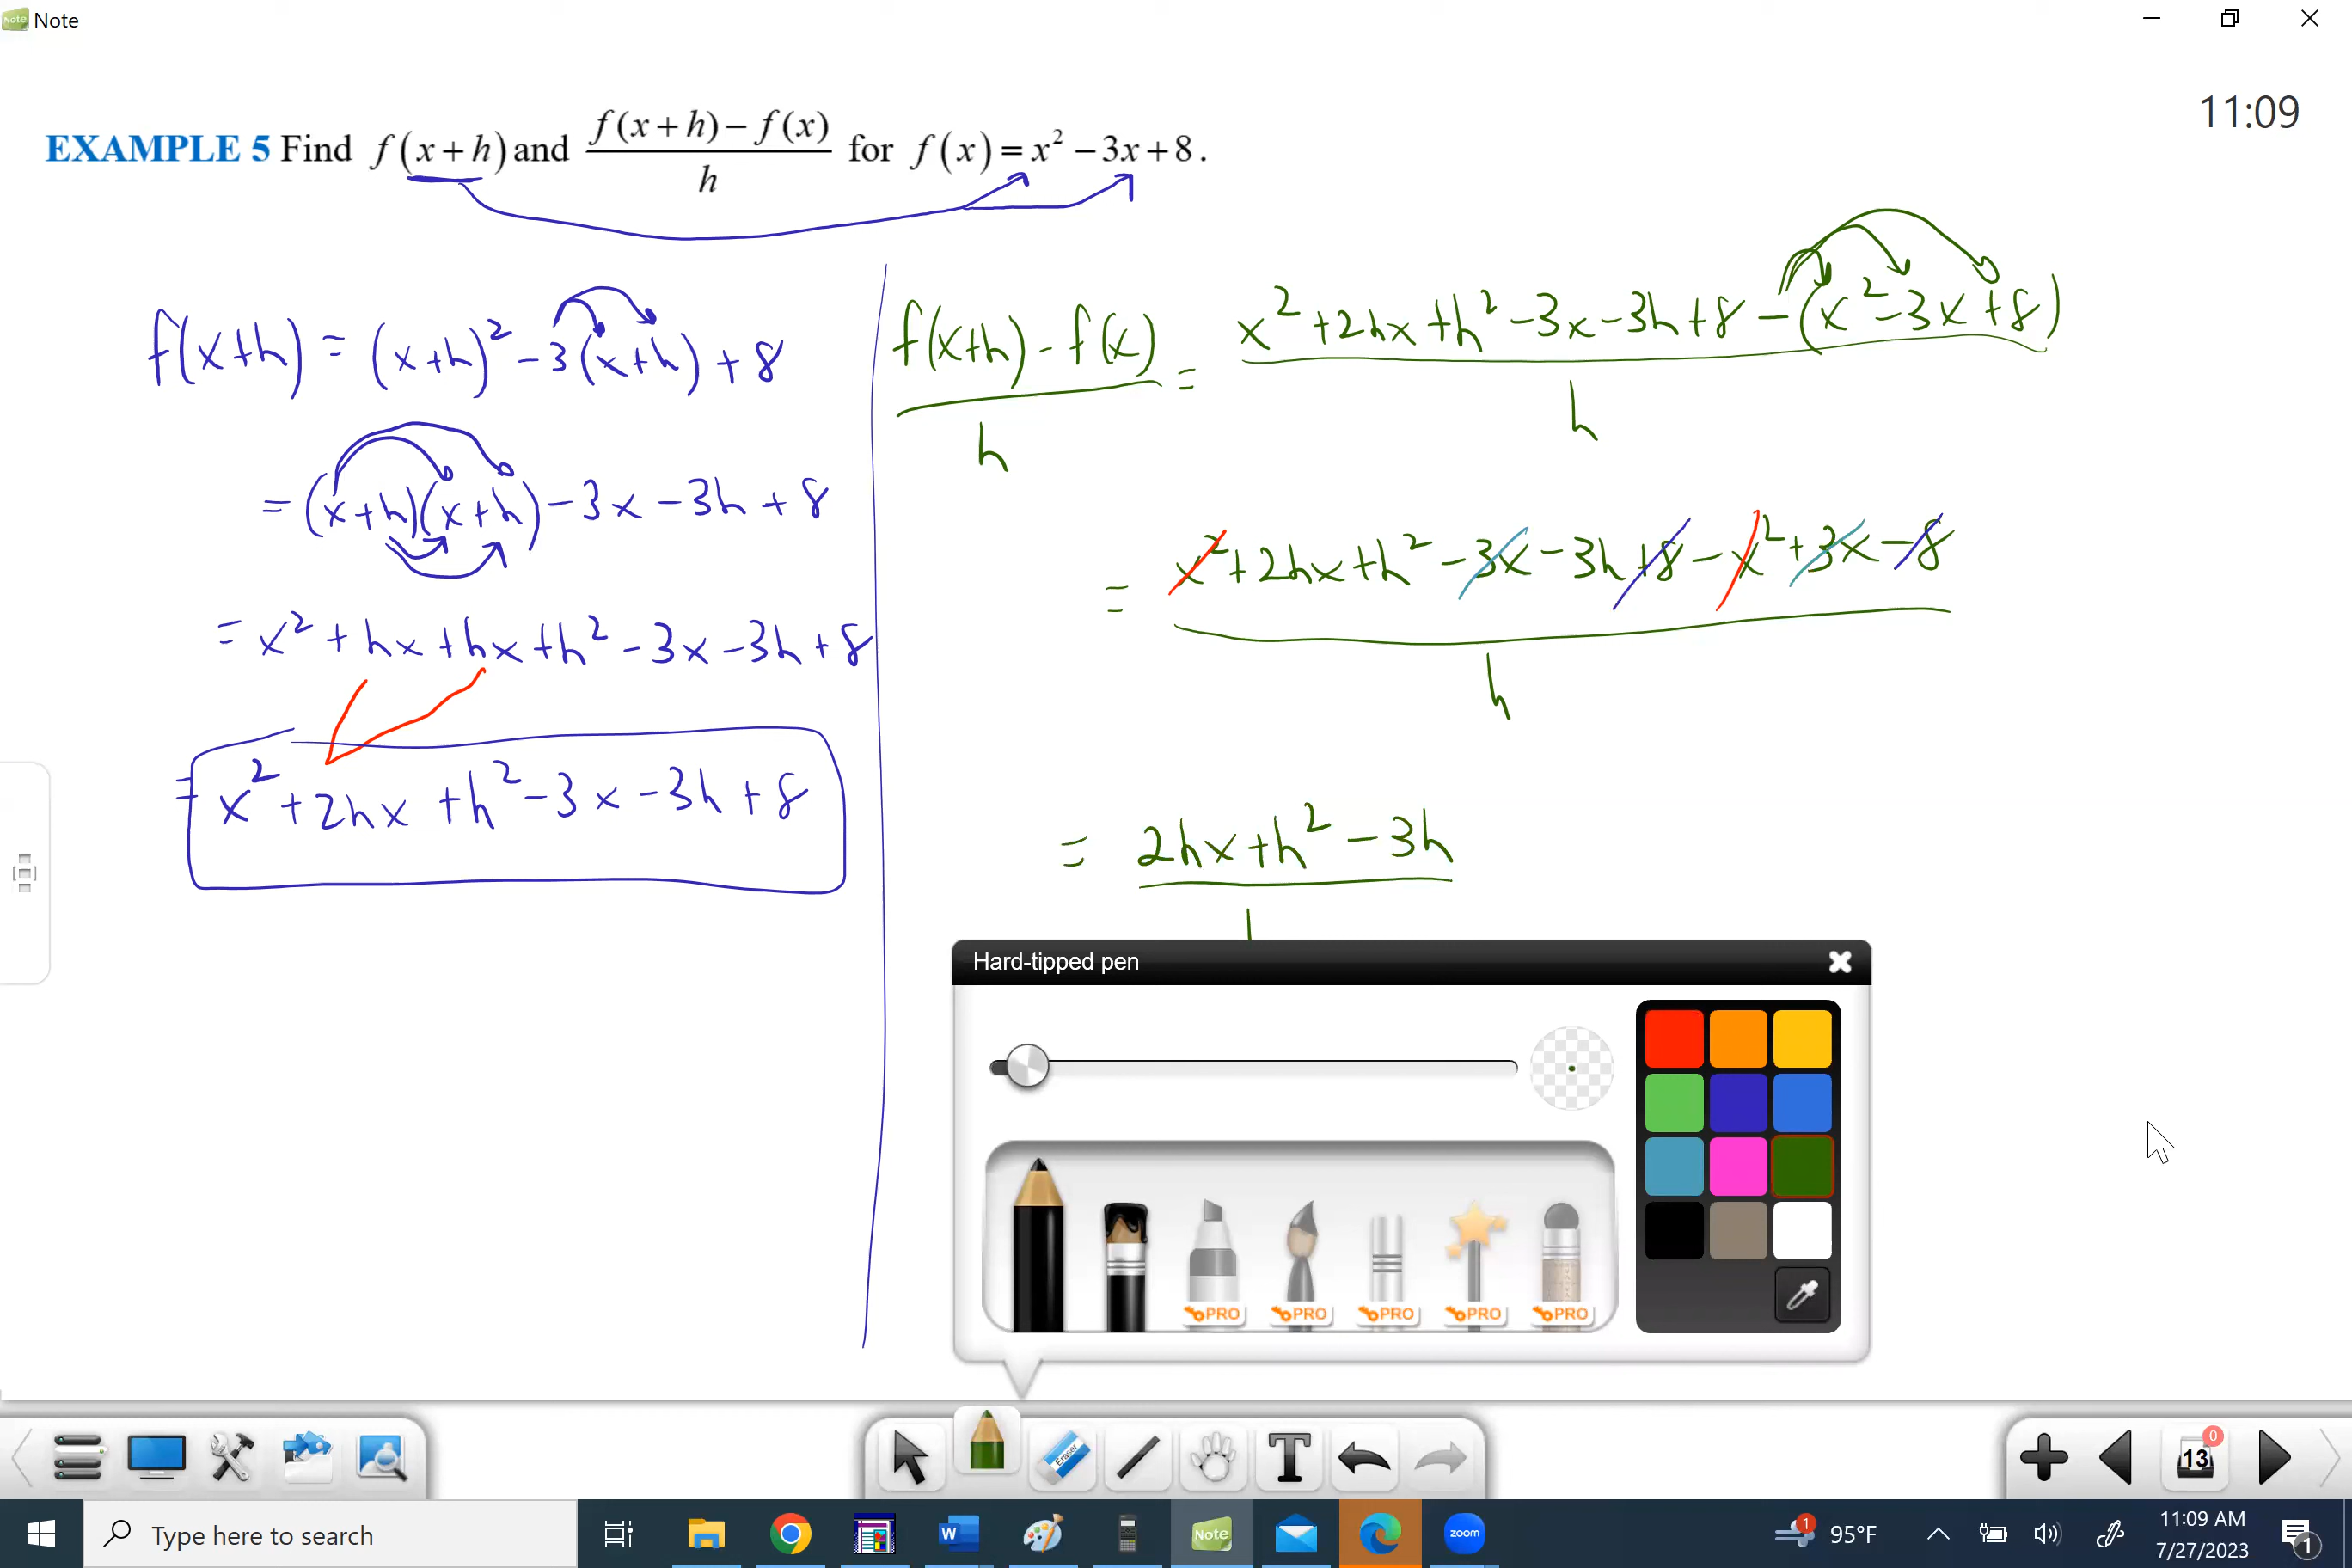 Note
11:09
EXAMPLE 5 Find f(x+h) and (f(x+h)−f(x))/h for f(x)=x²−3x+8.
f(x+h) = (x+h)² −3(x+h) +8
= (x+h)(x+h) −3x −3h +8
= x² + hx + hx + h² −3x −3h +8
= x² +2hx +h² −3x −3h +8
f(x+h) − f(x)
h
= x² +2hx +h² −3x −3h +8 −(x² −3x +8)
h
= x² +2hx +h² −3x −3h +8 −x² +3x −8
h
= 2hx +h² −3h
Hard-tipped pen
PRO PRO PRO PRO PRO
Eraser
T
13
0
Type here to search
W
Note
zoom
1
95°F
11:09 AM
7/27/2023
1